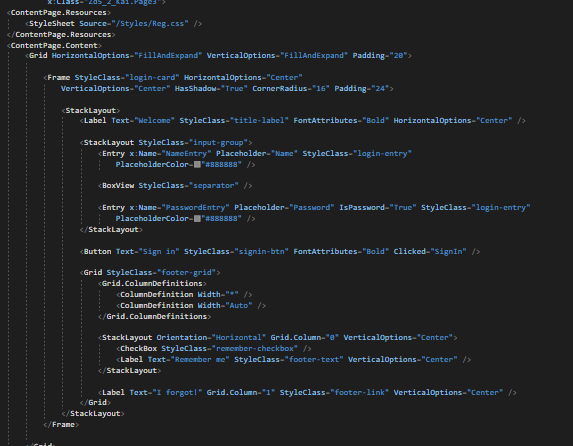 x:Class="Zd5_2_Kai.Page3">
<ContentPage.Resources>
<StyleSheet Source="/Styles/Reg.css" />
</ContentPage.Resources>
<ContentPage.Content>
<Grid HorizontalOptions="FillAndExpand" VerticalOptions="FillAndExpand" Padding="20">
<Frame StyleClass="login-card" HorizontalOptions="Center"
VerticalOptions="Center" HasShadow="True" CornerRadius="16" Padding="24">
<StackLayout>
<Label Text="Welcome" StyleClass="title-label" FontAttributes="Bold" HorizontalOptions="Center" />
<StackLayout StyleClass="input-group">
<Entry x:Name="NameEntry" Placeholder="Name" StyleClass="login-entry"
PlaceholderColor="#888888" />
<BoxView StyleClass="separator" />
<Entry x:Name="PasswordEntry" Placeholder="Password" IsPassword="True" StyleClass="login-entry"
PlaceholderColor="#888888" />
</StackLayout>
<Button Text="Sign in" StyleClass="signin-btn" FontAttributes="Bold" Clicked="SignIn" />
<Grid StyleClass="footer-grid">
<Grid.ColumnDefinitions>
<ColumnDefinition Width="*" />
<ColumnDefinition Width="Auto" />
</Grid.ColumnDefinitions>
<StackLayout Orientation="Horizontal" Grid.Column="0" VerticalOptions="Center">
<CheckBox StyleClass="remember-checkbox" />
<Label Text="Remember me" StyleClass="footer-text" VerticalOptions="Center" />
</StackLayout>
<Label Text="I forgot!" Grid.Column="1" StyleClass="footer-link" VerticalOptions="Center" />
</Grid>
</StackLayout>
</Frame>
</Grid>